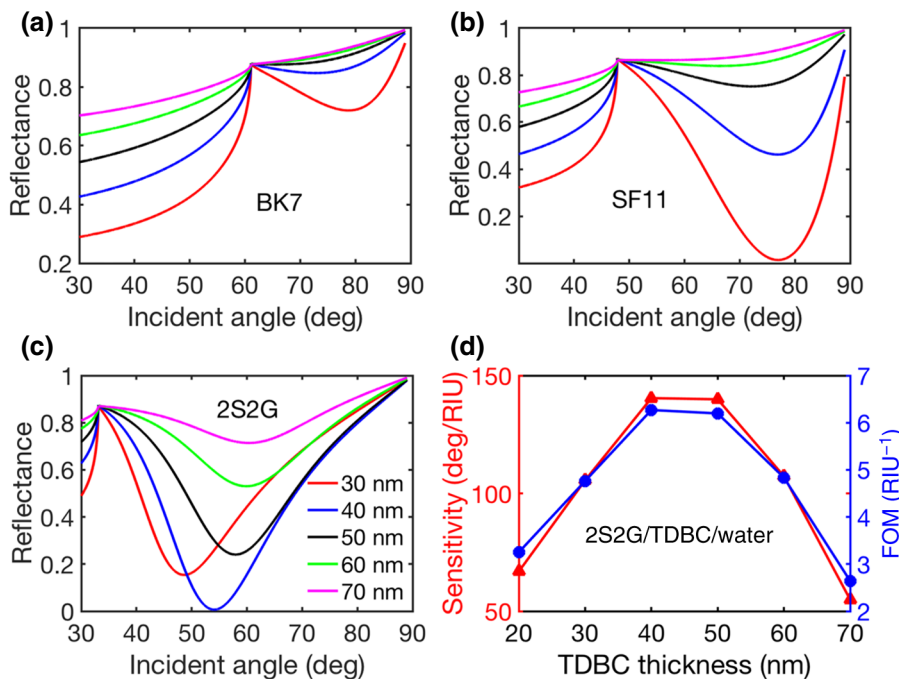 (a)
1
0.8
0.6
0.4
0.2
Reflectance
BK7
30 40 50 60 70 80 90
Incident angle (deg)
(b)
1
0.8
0.6
0.4
0.2
Reflectance
SF11
30 40 50 60 70 80 90
Incident angle (deg)
(c)
1
0.8
0.6
0.4
0.2
0
Reflectance
2S2G
30 nm
40 nm
50 nm
60 nm
70 nm
30 40 50 60 70 80 90
Incident angle (deg)
(d)
150
100
50
Sensitivity (deg/RIU)
2S2G/TDBC/water
7
6
5
4
3
2
FOM (RIU⁻¹)
20 30 40 50 60 70
TDBC thickness (nm)